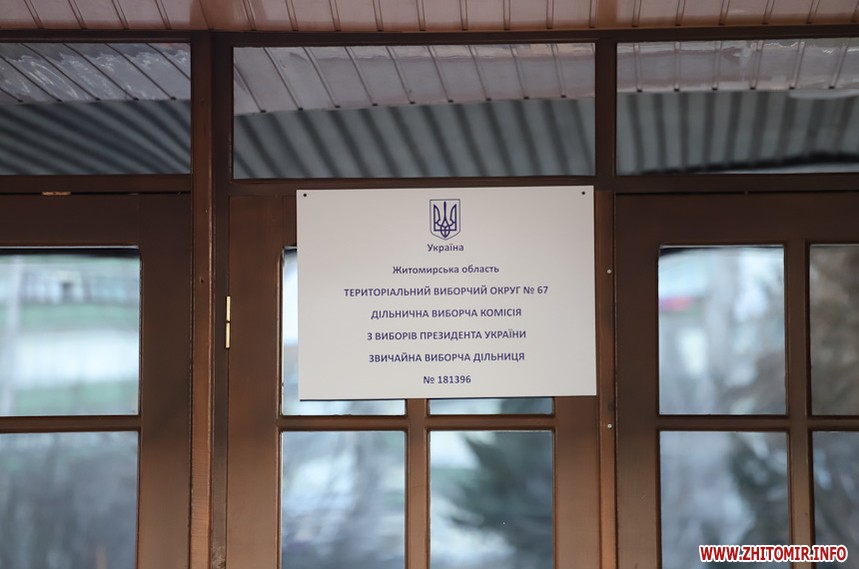 Україна
Житомирська область
ТЕРИТОРІАЛЬНИЙ ВИБОРЧИЙ ОКРУГ № 67
ДІЛЬНИЧНА ВИБОРЧА КОМІСІЯ
З ВИБОРІВ ПРЕЗИДЕНТА УКРАЇНИ
ЗВИЧАЙНА ВИБОРЧА ДІЛЬНИЦЯ
№ 181396
WWW.ZHITOMIR.INFO